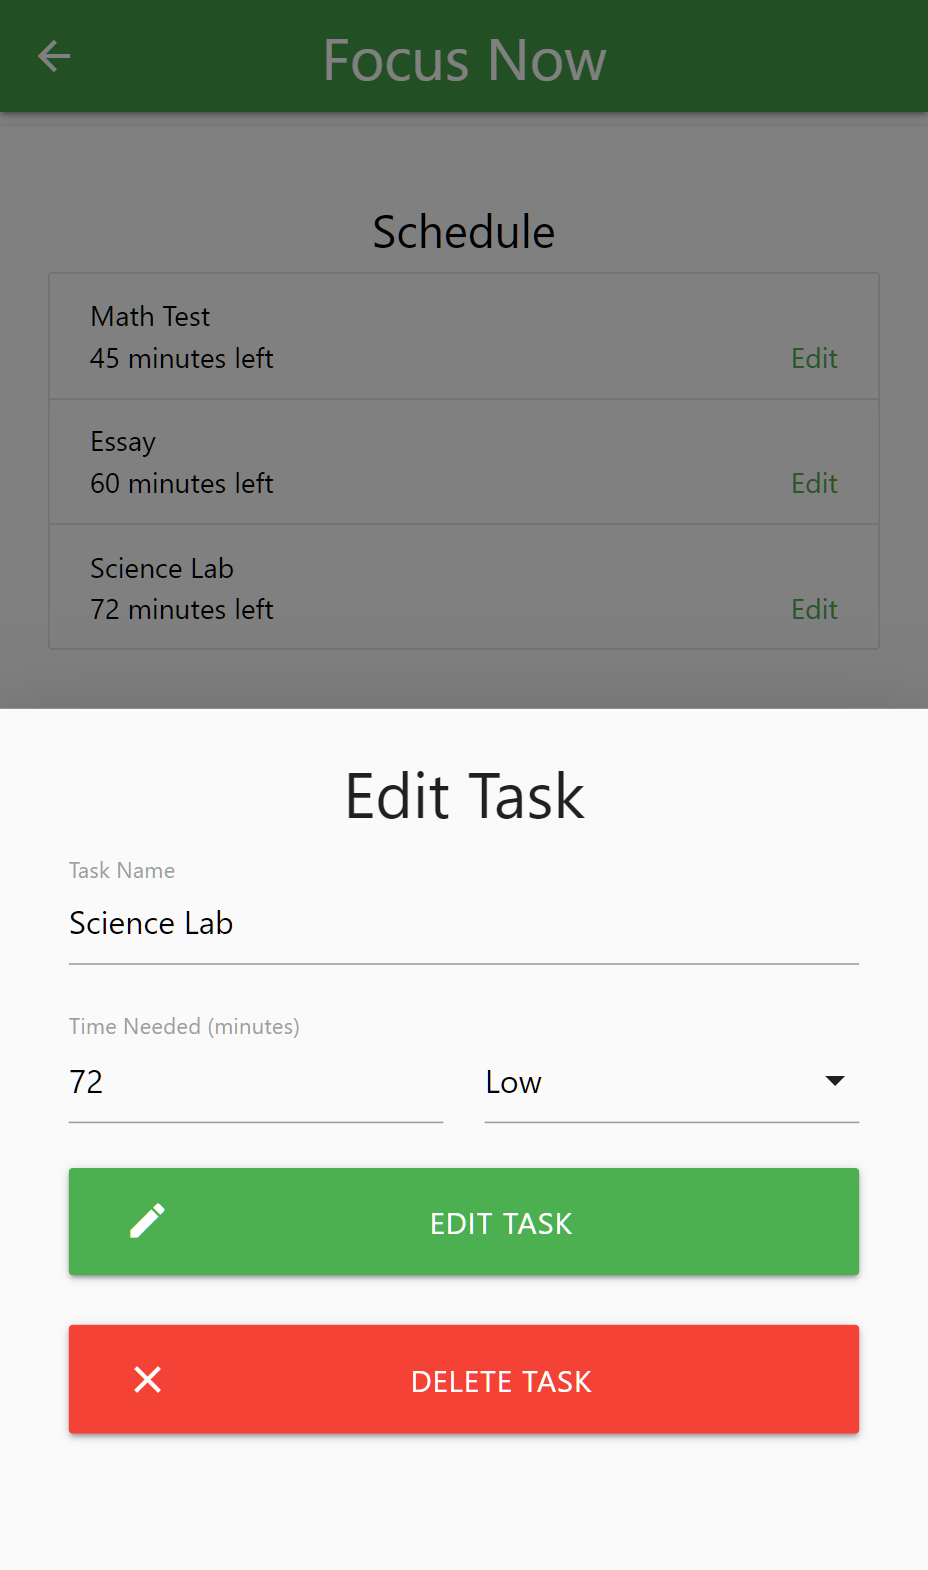 Focus Now
Schedule
Math Test
45 minutes left
Edit
Essay
60 minutes left
Edit
Science Lab
72 minutes left
Edit
Edit Task
Task Name
Science Lab
Time Needed (minutes)
72
Low
EDIT TASK
DELETE TASK